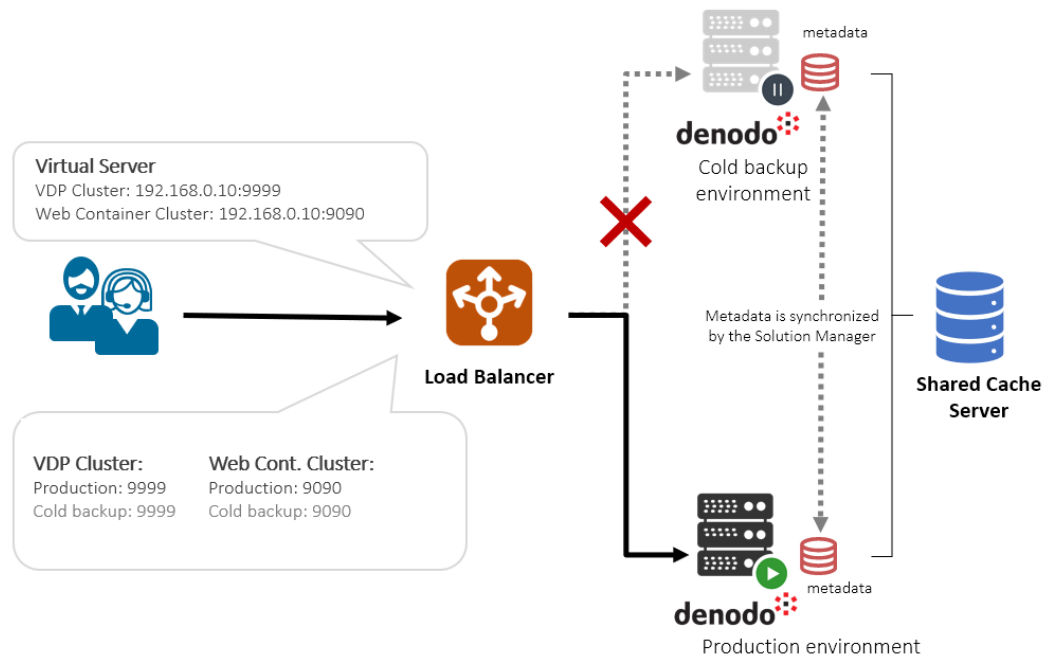 metadata
denodo
Cold backup
environment
Virtual Server
VDP Cluster: 192.168.0.10:9999
Web Container Cluster: 192.168.0.10:9090
Load Balancer
Metadata is synchronized
by the Solution Manager
Shared Cache
Server
VDP Cluster:
Production: 9999
Cold backup: 9999
Web Cont. Cluster:
Production: 9090
Cold backup: 9090
metadata
denodo
Production environment